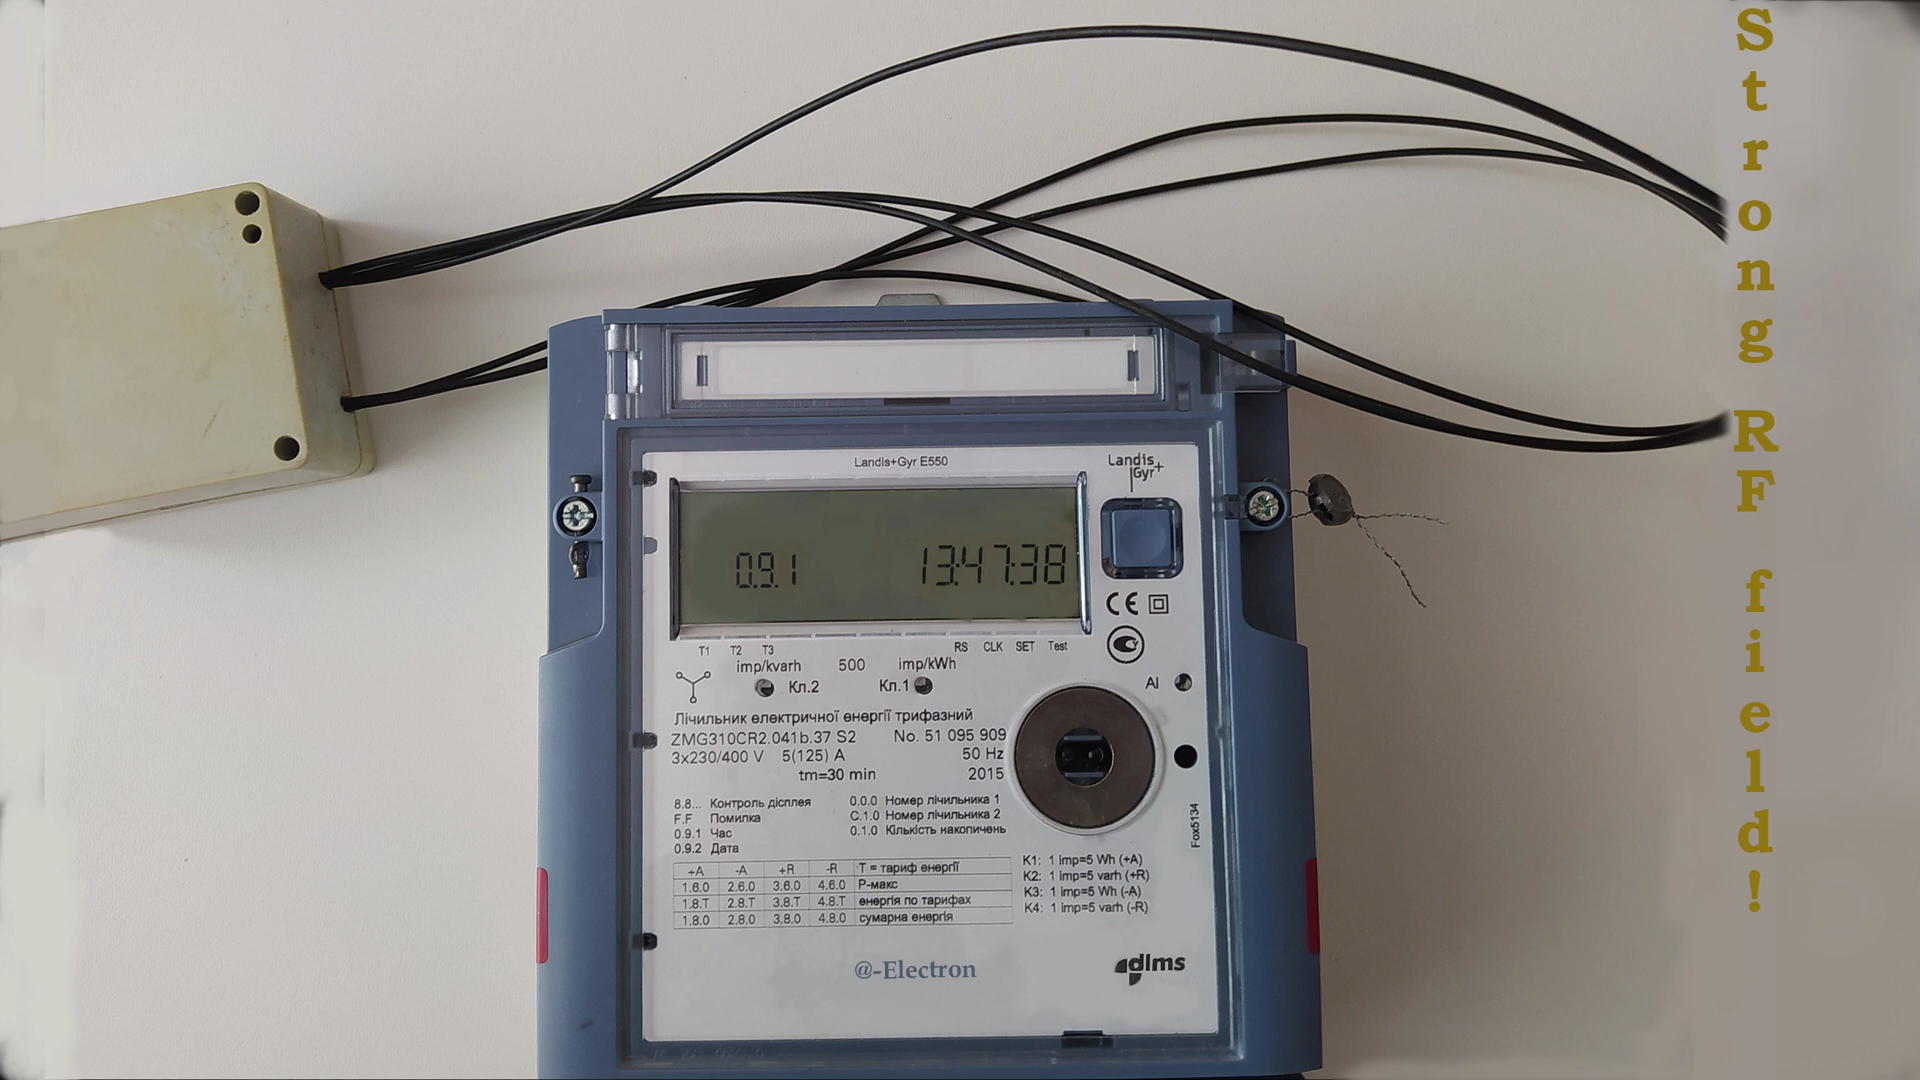 Strong RF field!
Landis+Gyr E550
Landis
Gyr+
0.9.1 13:47:38
CE
T1 T2 T3 RS CLK SET Test
imp/kvarh 500 imp/kWh
Кл.2 Кл.1
AI
Лічильник електричної енергії трифазний
ZMG310CR2.041b.37 S2 No. 51 095 909
3x230/400 V 5(125) A 50 Hz
tm=30 min 2015
8.8... Контроль дісплея 0.0.0 Номер лічильника 1
F.F Помилка C.1.0 Номер лічильника 2
0.9.1 Час 0.1.0 Кількість накопичень
0.9.2 Дата
Fox5134
+A -A +R -R T = тариф енергії
1.6.0 2.6.0 3.6.0 4.6.0 P-макс
1.8.T 2.8.T 3.8.T 4.8.T енергія по тарифах
1.8.0 2.8.0 3.8.0 4.8.0 сумарна енергія
K1: 1 imp=5 Wh (+A)
K2: 1 imp=5 varh (+R)
K3: 1 imp=5 Wh (-A)
K4: 1 imp=5 varh (-R)
@-Electron
dlms